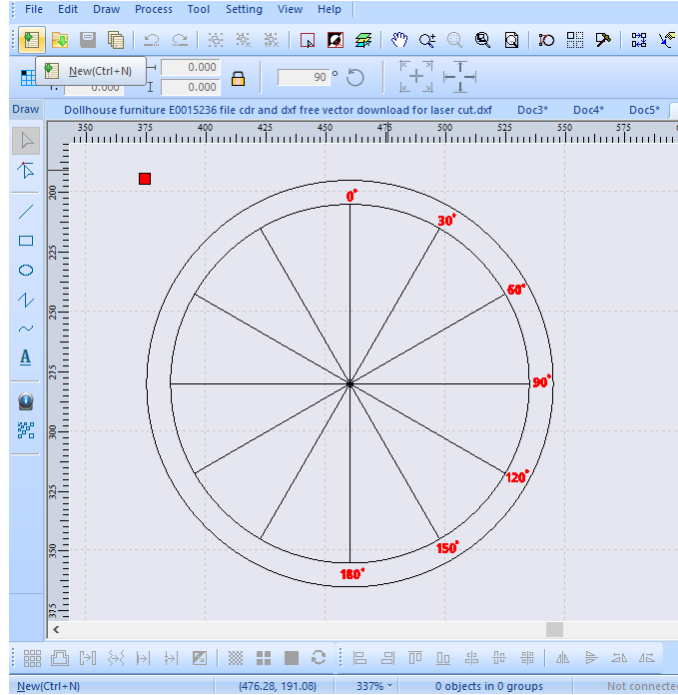 File Edit Draw Process Tool Setting View Help
New(Ctrl+N)
0.000
90 °
Y: 0.000 0.000
Draw Dollhouse furniture E0015236 file cdr and dxf free vector download for laser cut.dxf Doc3* Doc4* Doc5*
350 375 400 425 450 475 500 525 550 575
200
225
250
275
300
325
350
375
0°
30°
60°
90°
120°
150°
180°
A
New(Ctrl+N) (476.28, 191.08) 337% 0 objects in 0 groups Not connecte